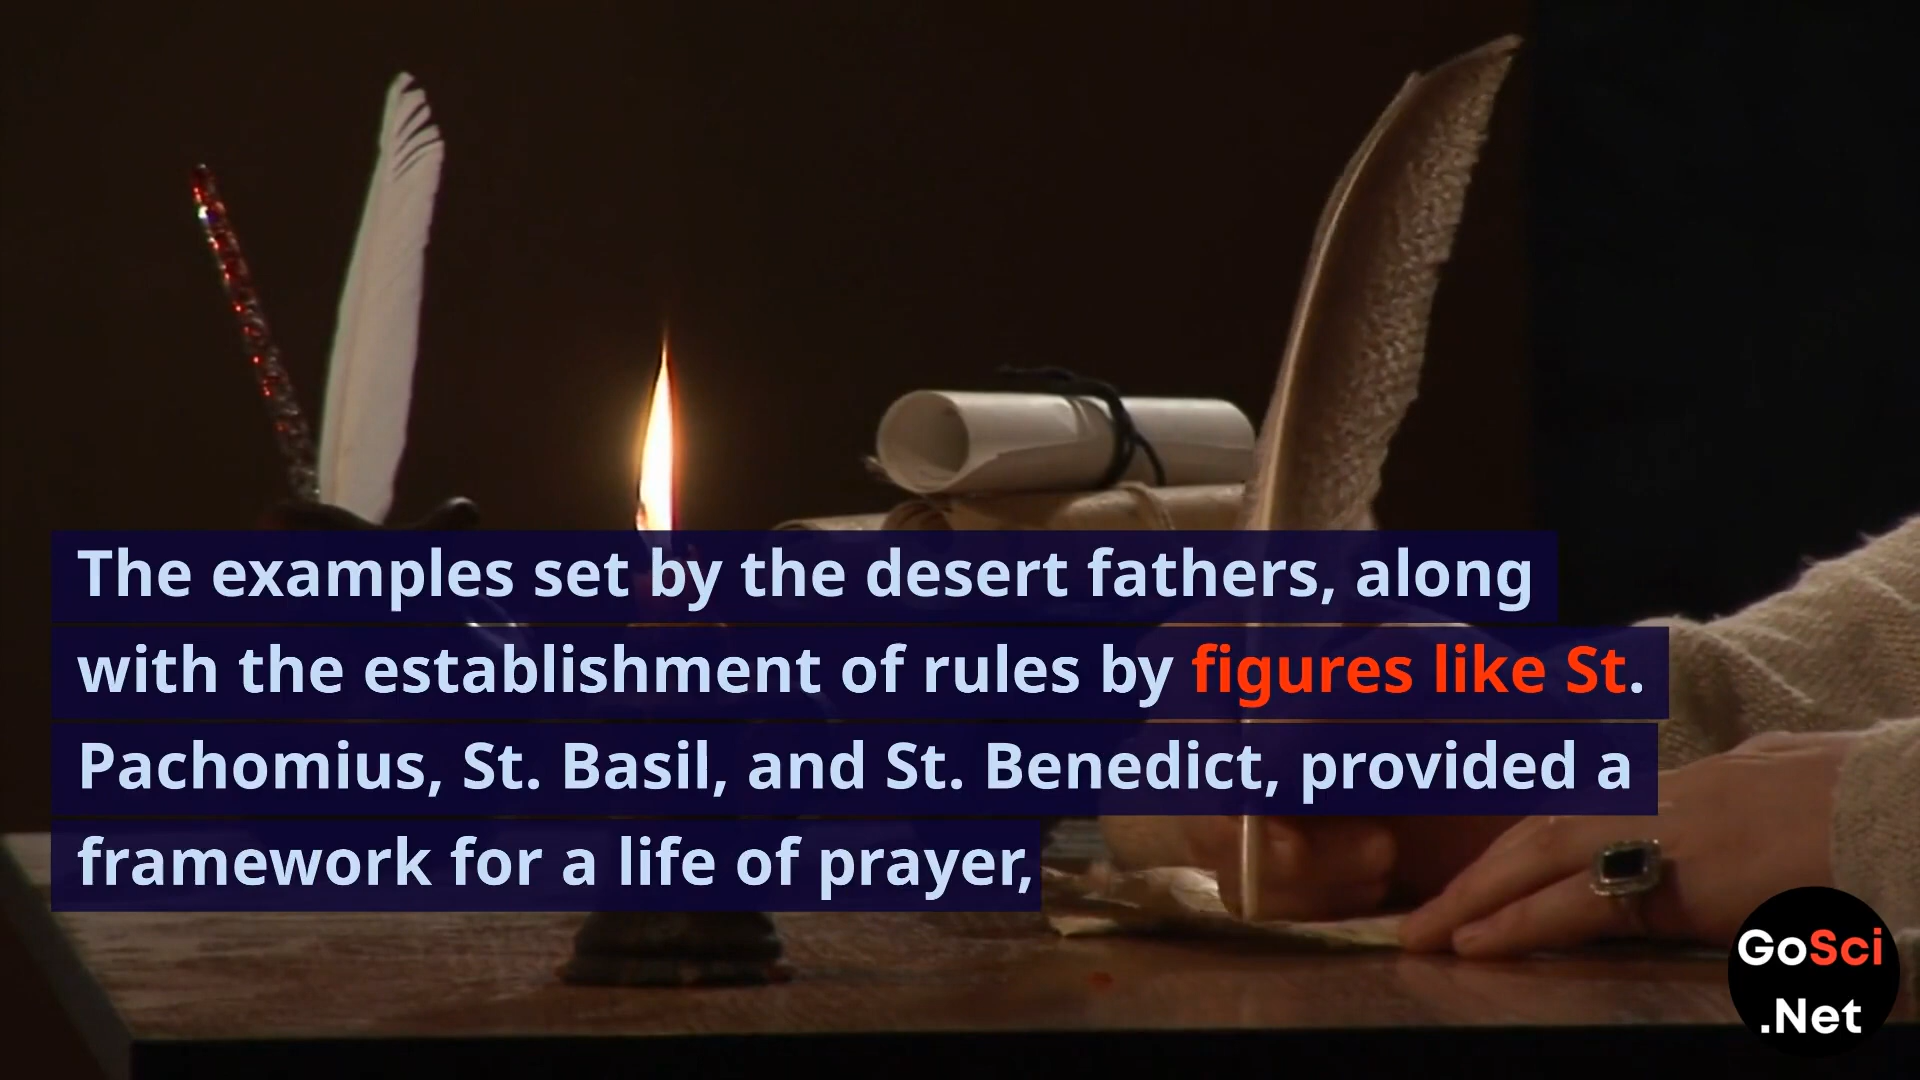 The examples set by the desert fathers, along
with the establishment of rules by figures like St.
Pachomius, St. Basil, and St. Benedict, provided a
framework for a life of prayer,
GoSci
.Net